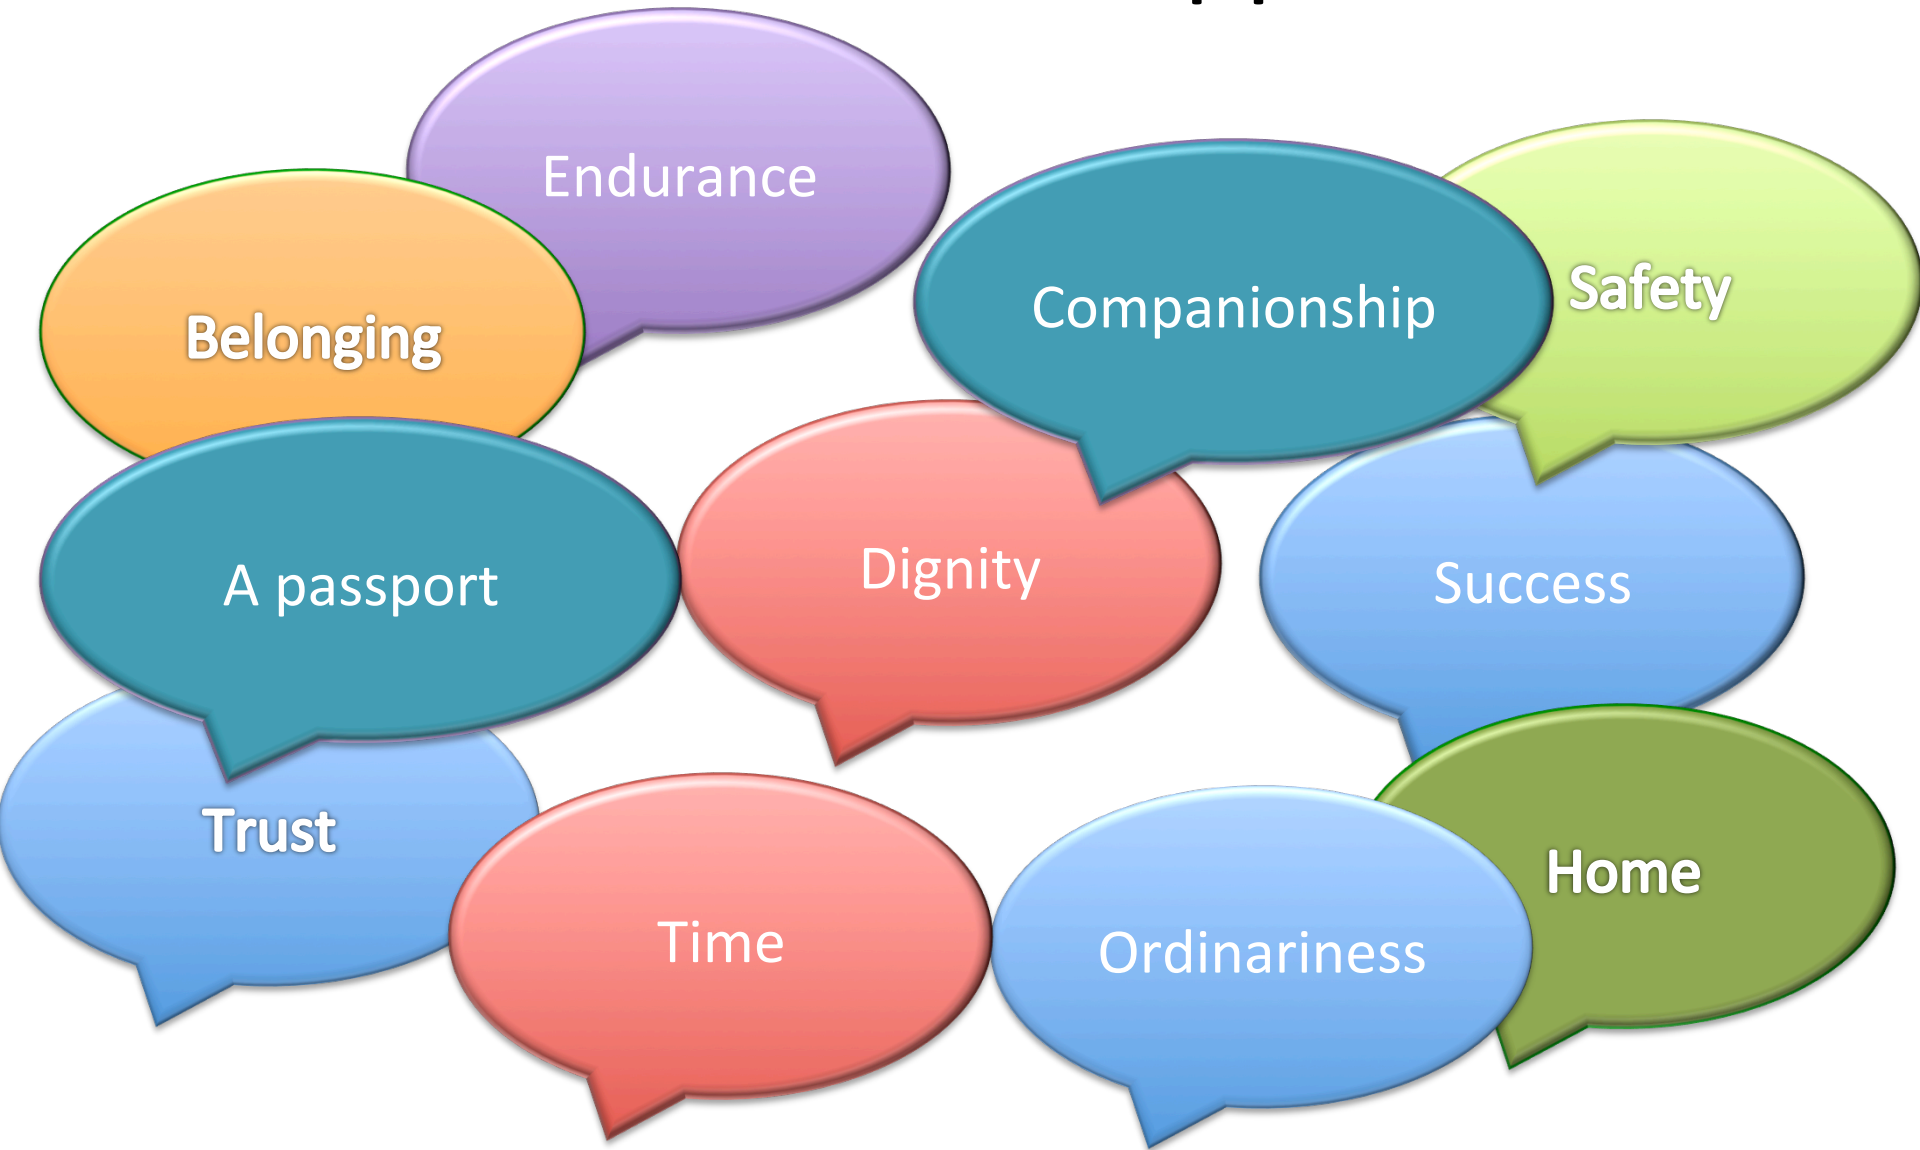 Endurance
Companionship
Safety
Belonging
A passport
Dignity
Success
Trust
Time
Ordinariness
Home